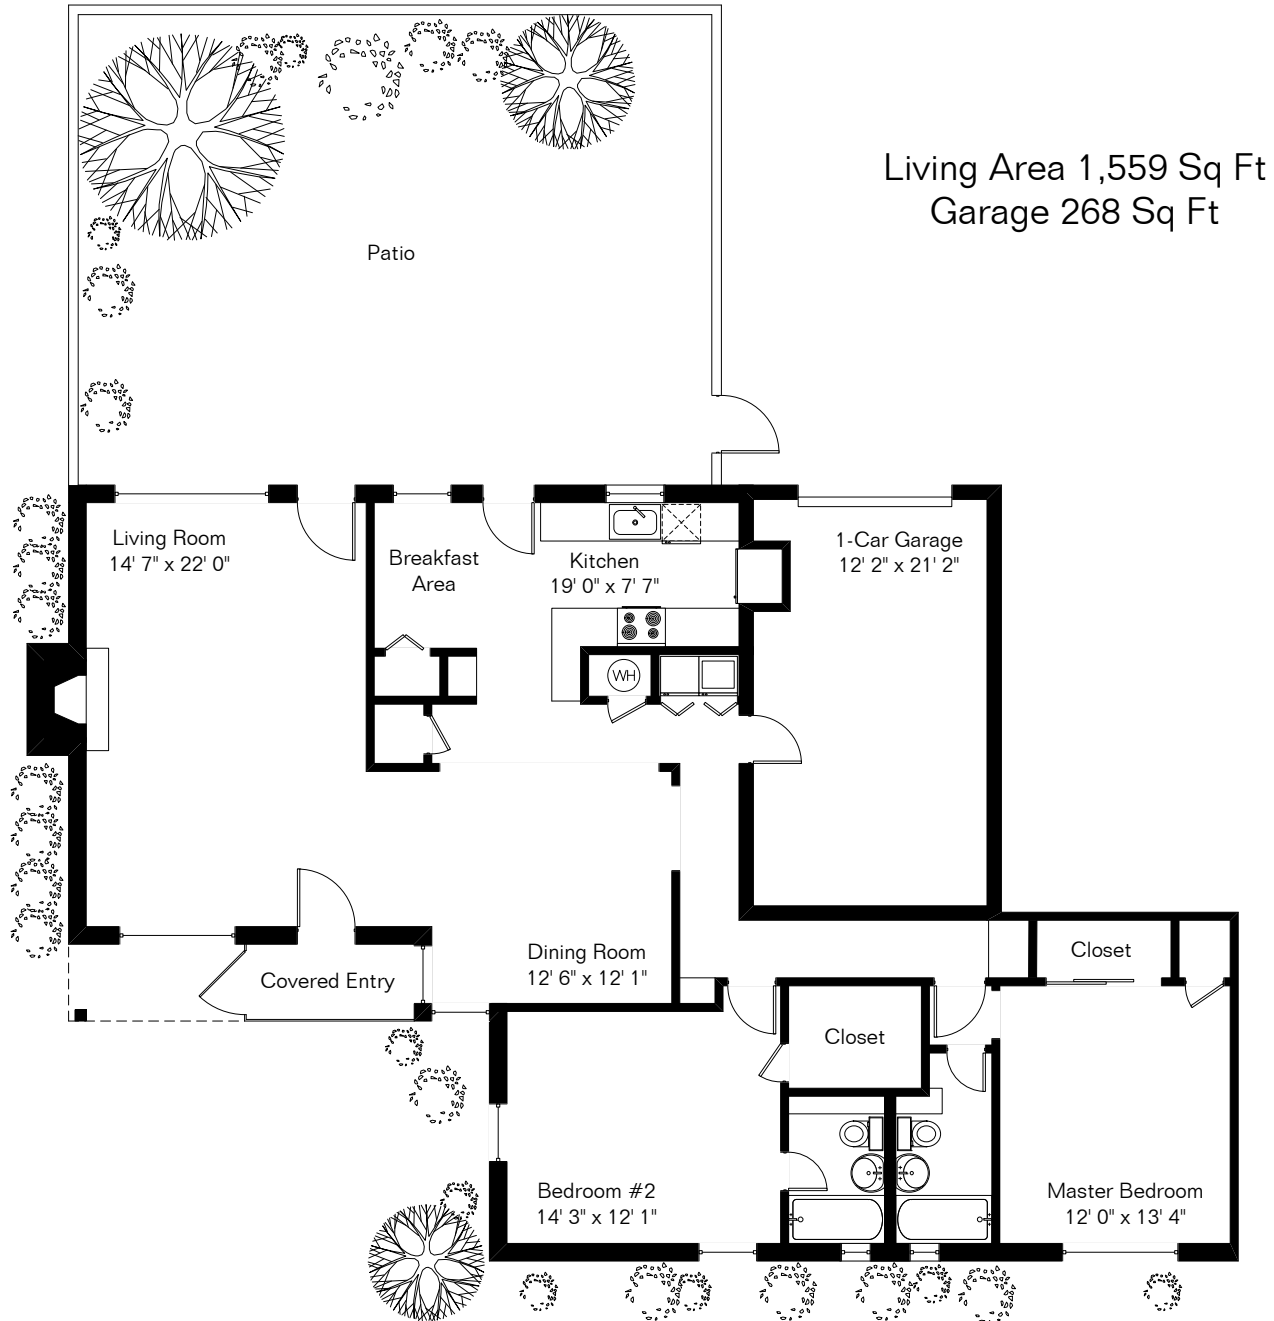 Living Area 1,559 Sq Ft
Garage 268 Sq Ft
Patio
Living Room
14' 7" x 22' 0"
Breakfast
Area
Kitchen
19' 0" x 7' 7"
1-Car Garage
12' 2" x 21' 2"
WH
Dining Room
12' 6" x 12' 1"
Covered Entry
Closet
Closet
Bedroom #2
14' 3" x 12' 1"
Master Bedroom
12' 0" x 13' 4"